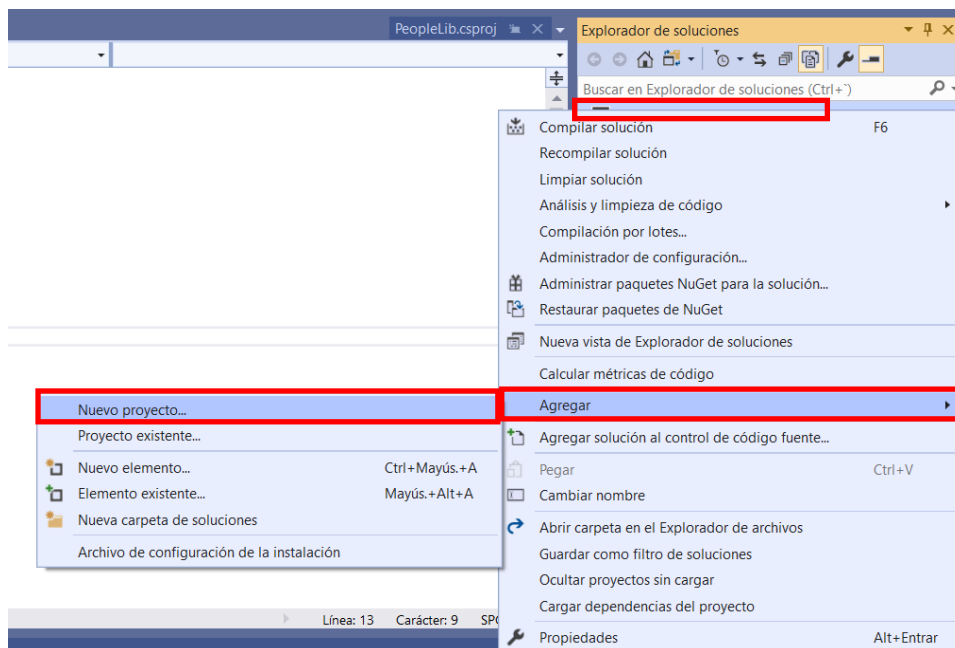 PeopleLib.csproj
Explorador de soluciones
Buscar en Explorador de soluciones (Ctrl+`)
Compilar solución F6
Recompilar solución
Limpiar solución
Análisis y limpieza de código
Compilación por lotes...
Administrador de configuración...
Administrar paquetes NuGet para la solución...
Restaurar paquetes de NuGet
Nueva vista de Explorador de soluciones
Calcular métricas de código
Agregar
Agregar solución al control de código fuente...
Pegar Ctrl+V
Cambiar nombre
Abrir carpeta en el Explorador de archivos
Guardar como filtro de soluciones
Ocultar proyectos sin cargar
Cargar dependencias del proyecto
Propiedades Alt+Entrar
Nuevo proyecto...
Proyecto existente...
Nuevo elemento... Ctrl+Mayús.+A
Elemento existente... Mayús.+Alt+A
Nueva carpeta de soluciones
Archivo de configuración de la instalación
Línea: 13 Carácter: 9